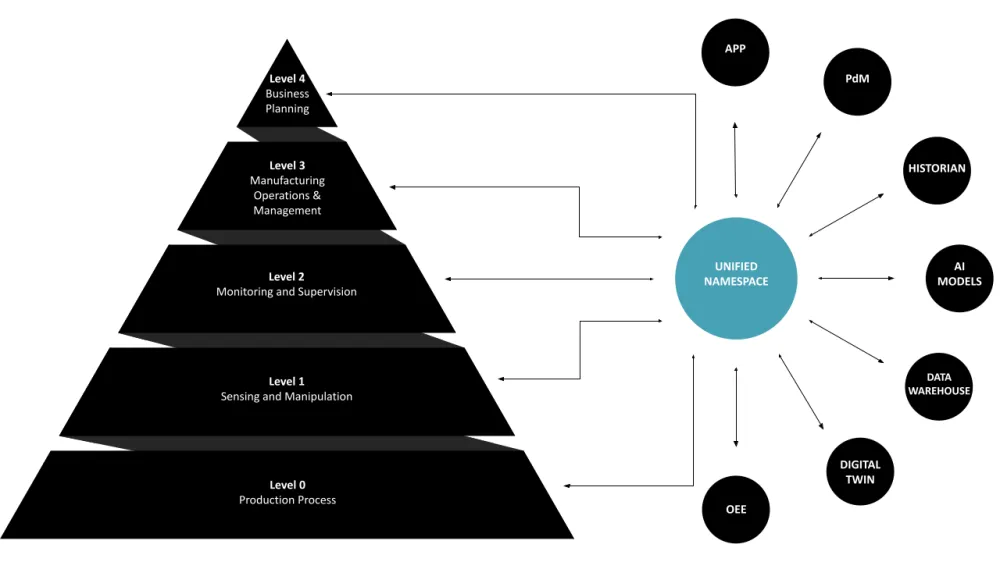 Level 4
Business
Planning
Level 3
Manufacturing
Operations &
Management
Level 2
Monitoring and Supervision
Level 1
Sensing and Manipulation
Level 0
Production Process
UNIFIED
NAMESPACE
APP
PdM
HISTORIAN
AI
MODELS
DATA
WAREHOUSE
DIGITAL
TWIN
OEE